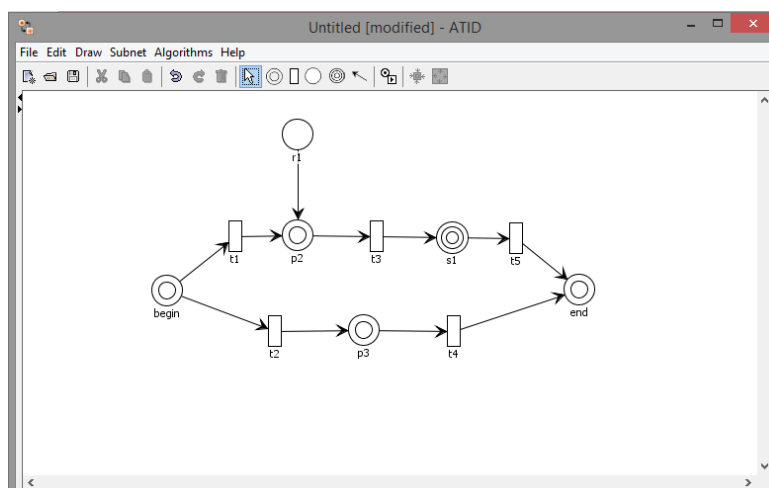 Untitled [modified] - ATID
File Edit Draw Subnet Algorithms Help
r1
t1 p2 t3 s1 t5
begin end
t2 p3 t4